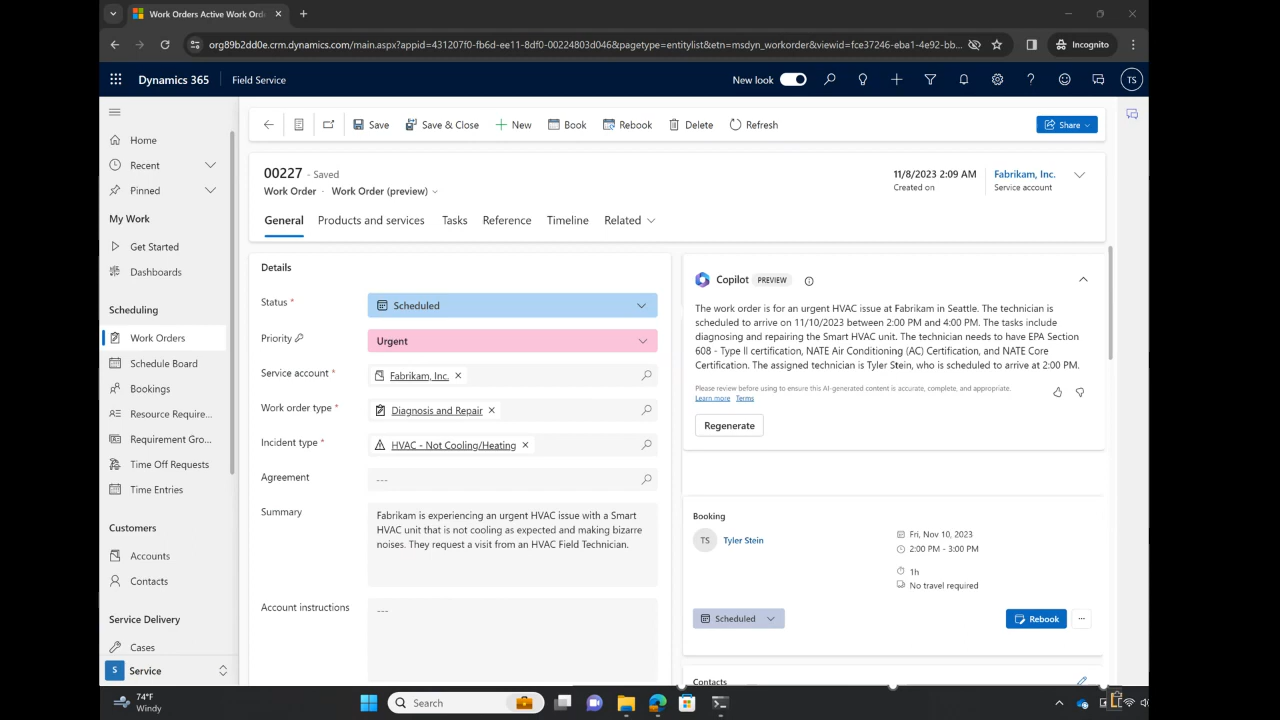 Work Orders Active Work Ord
org89b2dd0e.crm.dynamics.com/main.aspx?appid=431207f0-fb6d-ee11-8df0-00224803d046&pagetype=entitylist&etn=msdyn_workorder&viewid=fce37246-eba1-4e92-bb...
Incognito
Dynamics 365
Field Service
New look
TS
Home
Recent
Pinned
My Work
Get Started
Dashboards
Scheduling
Work Orders
Schedule Board
Bookings
Resource Require...
Requirement Gro...
Time Off Requests
Time Entries
Customers
Accounts
Contacts
Service Delivery
Cases
S Service
Save
Save & Close
New
Book
Rebook
Delete
Refresh
Share
00227 - Saved
Work Order · Work Order (preview)
11/8/2023 2:09 AM
Created on
Fabrikam, Inc.
Service account
General
Products and services
Tasks
Reference
Timeline
Related
Details
Status *
Scheduled
Priority
Urgent
Service account *
Fabrikam, Inc.
Work order type *
Diagnosis and Repair
Incident type *
HVAC - Not Cooling/Heating
Agreement
---
Summary
Fabrikam is experiencing an urgent HVAC issue with a Smart
HVAC unit that is not cooling as expected and making bizarre
noises. They request a visit from an HVAC Field Technician.
Account instructions
---
Copilot PREVIEW
The work order is for an urgent HVAC issue at Fabrikam in Seattle. The technician is
scheduled to arrive on 11/10/2023 between 2:00 PM and 4:00 PM. The tasks include
diagnosing and repairing the Smart HVAC unit. The technician needs to have EPA Section
608 - Type II certification, NATE Air Conditioning (AC) Certification, and NATE Core
Certification. The assigned technician is Tyler Stein, who is scheduled to arrive at 2:00 PM.
Please review before using to ensure this AI-generated content is accurate, complete, and appropriate.
Learn more Terms
Regenerate
Booking
TS Tyler Stein
Fri, Nov 10, 2023
2:00 PM - 3:00 PM
1h
No travel required
Scheduled
Rebook
...
Contacts
74°F
Windy
Search